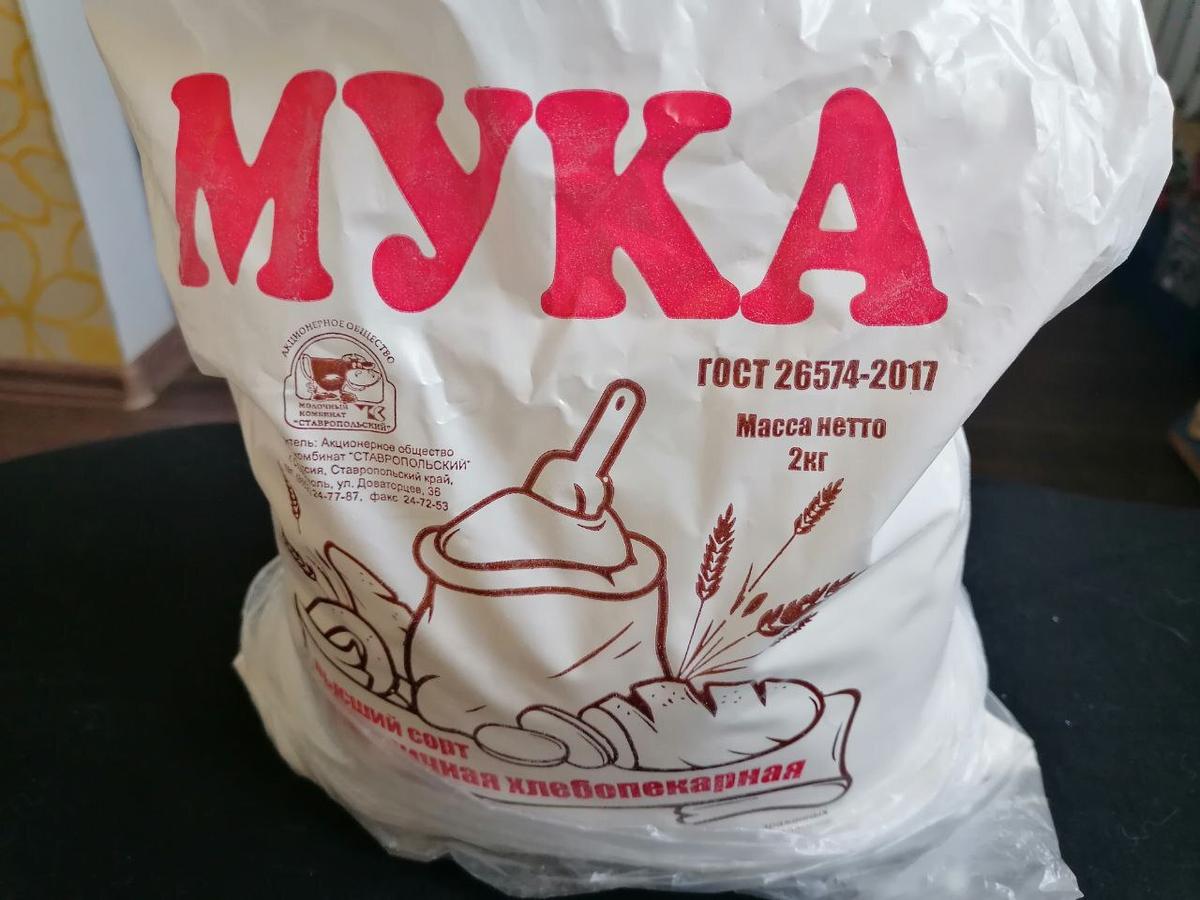 МУКА
АКЦИОНЕРНОЕ ОБЩЕСТВО
МОЛОЧНЫЙ
КОМБИНАТ МКС
"СТАВРОПОЛЬСКИЙ"
ГОСТ 26574-2017
Масса нетто
2кг
Акционерное общество
комбинат "СТАВРОПОЛЬСКИЙ"
Ставропольский край,
ул. Доваторцев, 36
24-77-87, факс 24-72-53
высший сорт
хлебопекарная